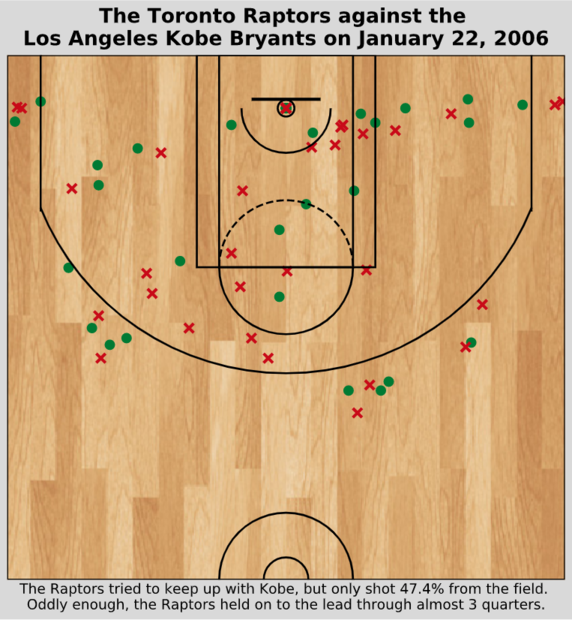 The Toronto Raptors against the
Los Angeles Kobe Bryants on January 22, 2006
The Raptors tried to keep up with Kobe, but only shot 47.4% from the field.
Oddly enough, the Raptors held on to the lead through almost 3 quarters.